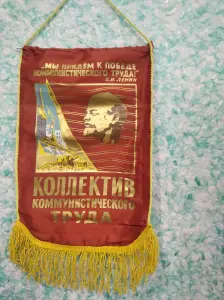 „МЫ ПРИДЕМ К ПОБЕДЕ
КОММУНИСТИЧЕСКОГО ТРУДА!"
В.И.ЛЕНИН
КОЛЛЕКТИВ
КОММУНИСТИЧЕСКОГО
ТРУДА